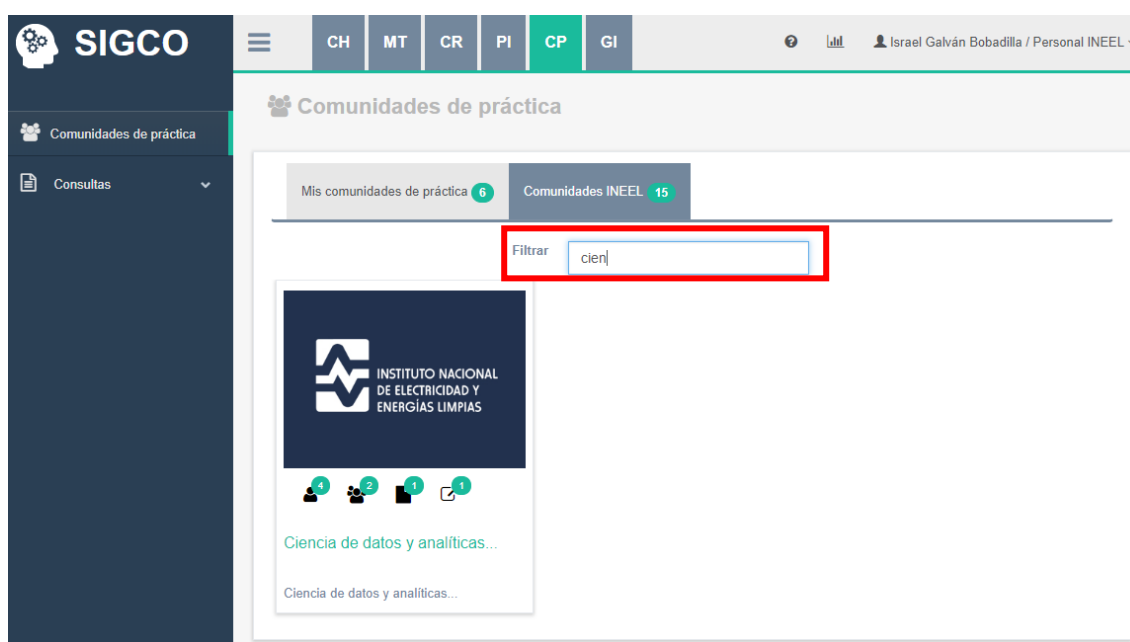 SIGCO
CH MT CR PI CP GI
Israel Galván Bobadilla / Personal INEEL
Comunidades de práctica
Comunidades de práctica
Consultas
Mis comunidades de práctica 6
Comunidades INEEL 15
Filtrar cien
INSTITUTO NACIONAL
DE ELECTRICIDAD Y
ENERGÍAS LIMPIAS
4 2 1 1
Ciencia de datos y analíticas...
Ciencia de datos y analíticas...